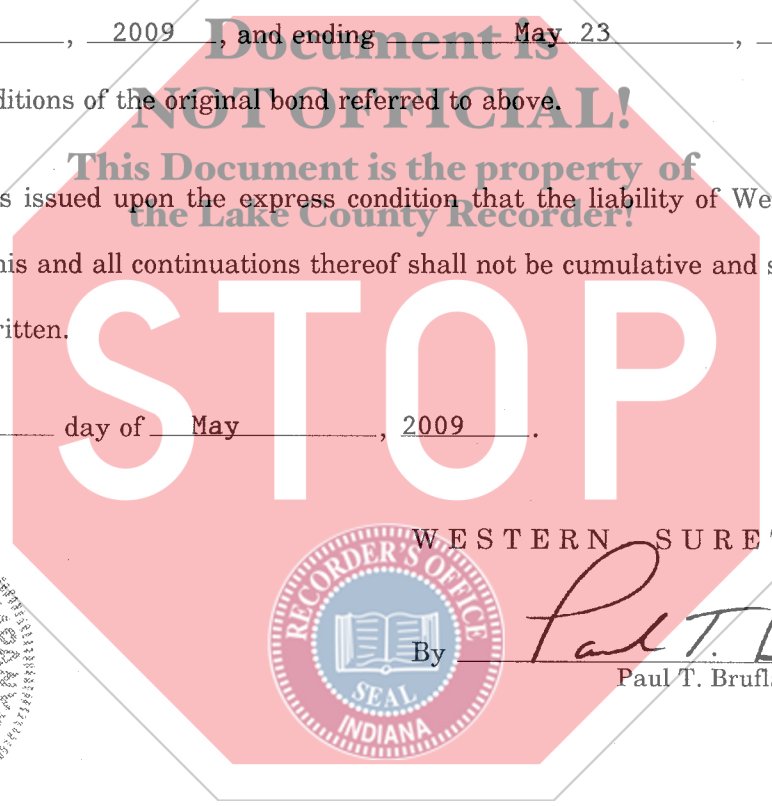 , 2009 , and ending May 23 ,
Document is
ditions of the original bond referred to above.
NOT OFFICIAL!
This Document is the property of
s issued upon the express condition that the liability of We
the Lake County Recorder!
his and all continuations thereof shall not be cumulative and s
ritten.
STOP
day of May , 2009 .
WESTERN SURE
RECORDER'S OFFICE
SEAL
INDIANA
By Paul T.
Paul T. Brufl